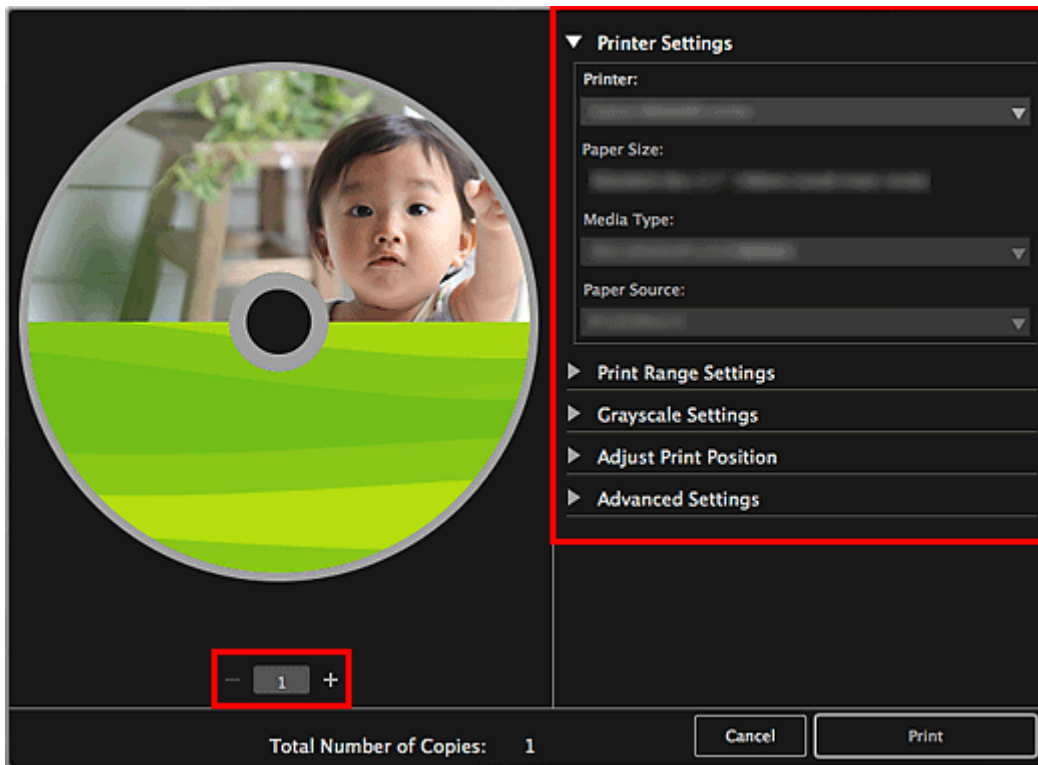 Printer Settings
Printer:
Paper Size:
Media Type:
Paper Source:
Print Range Settings
Grayscale Settings
Adjust Print Position
Advanced Settings
− 1 +
Total Number of Copies: 1
Cancel
Print